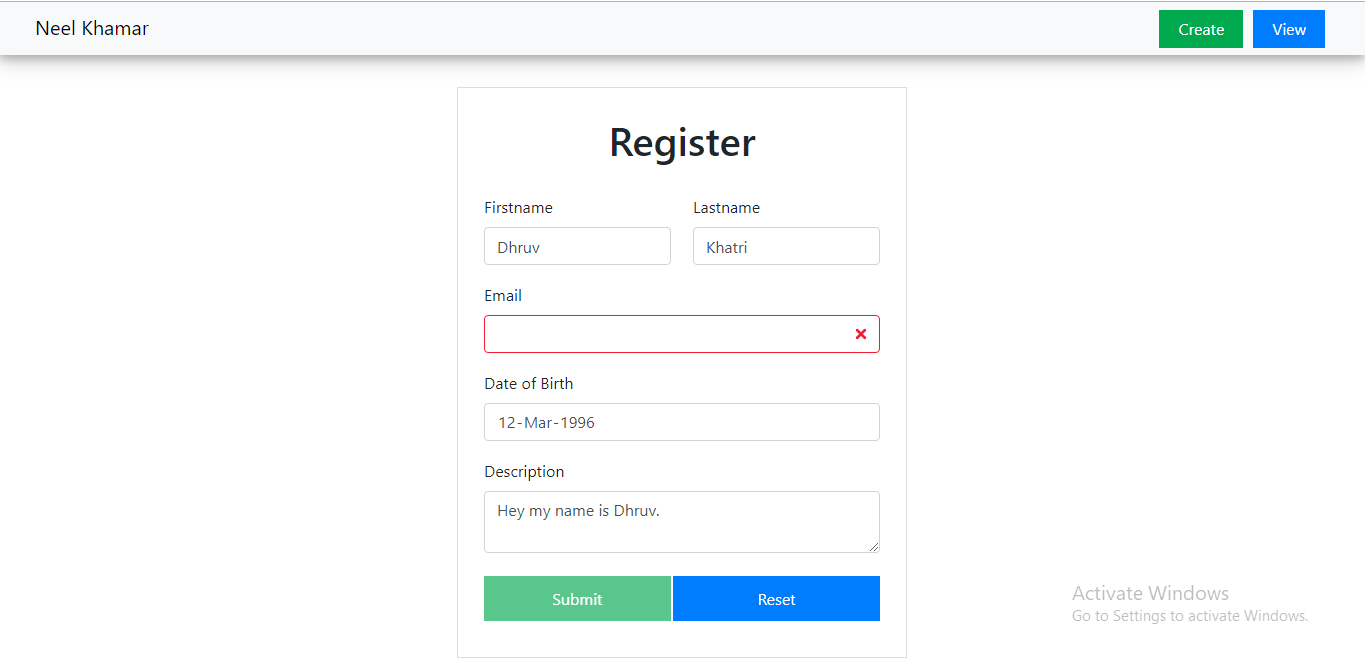 Neel Khamar
Create View
Register
Firstname Lastname
Dhruv Khatri
Email
Date of Birth
12-Mar-1996
Description
Hey my name is Dhruv.
Submit Reset
Activate Windows
Go to Settings to activate Windows.